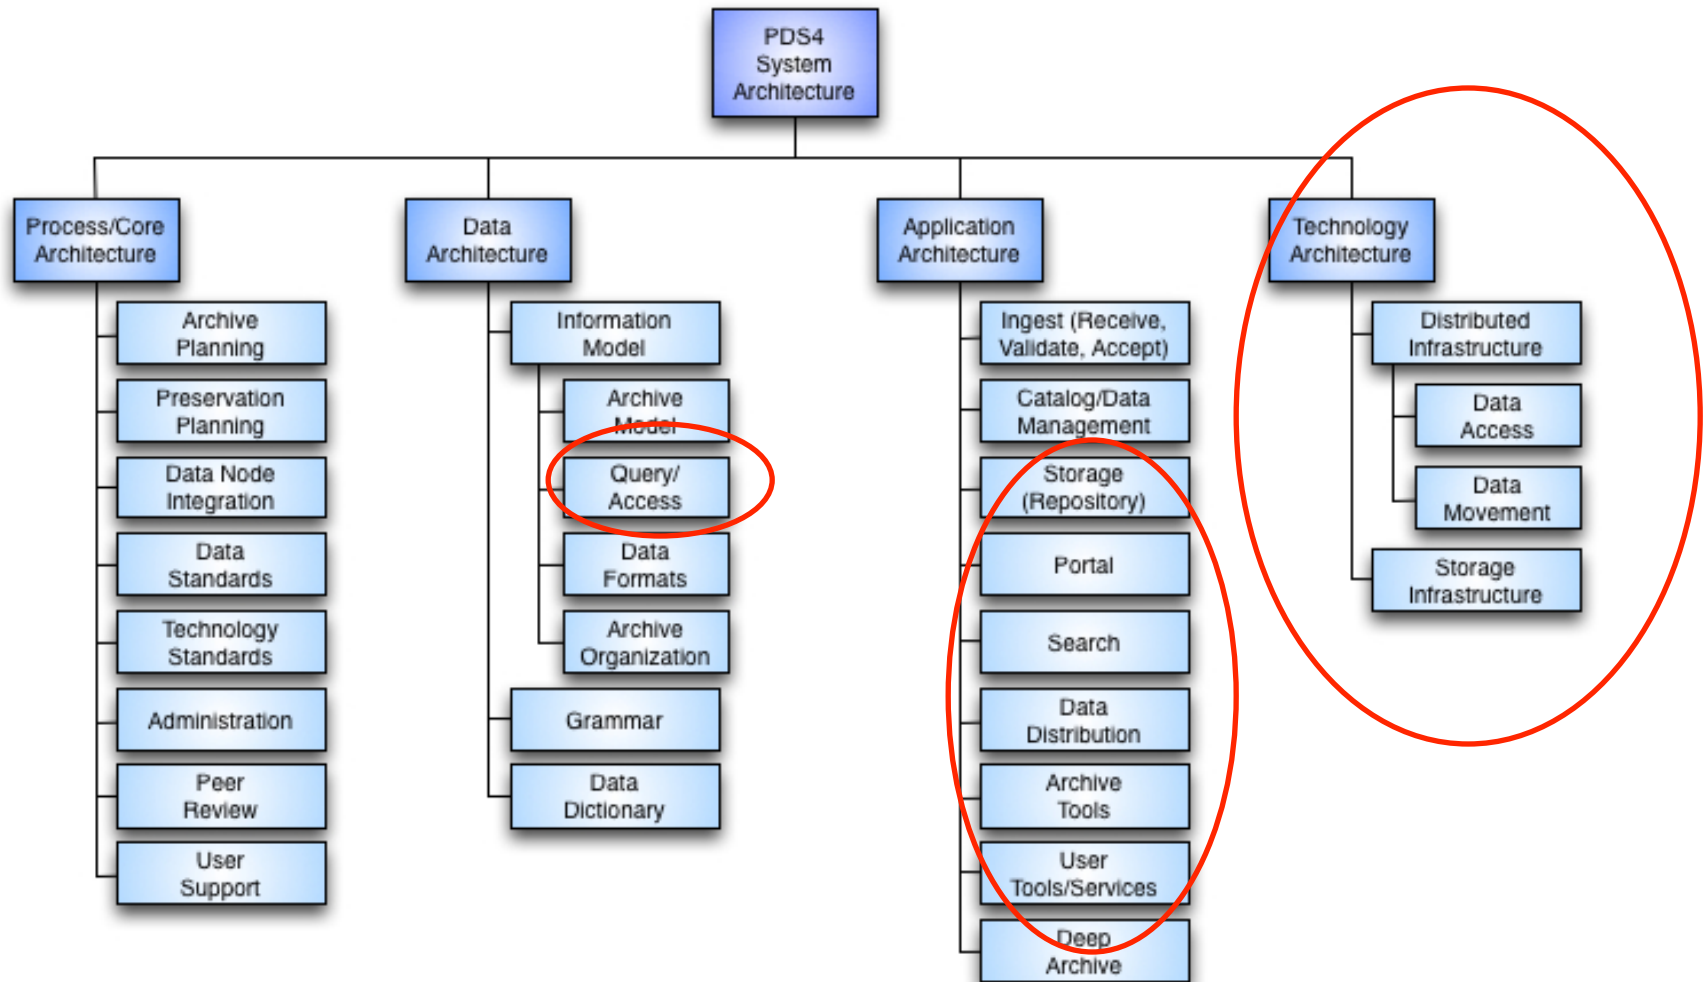 PDS4
System
Architecture
Process/Core
Architecture
Archive
Planning
Preservation
Planning
Data Node
Integration
Data
Standards
Technology
Standards
Administration
Peer
Review
User
Support
Data
Architecture
Information
Model
Archive
Model
Query/
Access
Data
Formats
Archive
Organization
Grammar
Data
Dictionary
Application
Architecture
Ingest (Receive,
Validate, Accept)
Catalog/Data
Management
Storage
(Repository)
Portal
Search
Data
Distribution
Archive
Tools
User
Tools/Services
Deep
Archive
Technology
Architecture
Distributed
Infrastructure
Data
Access
Data
Movement
Storage
Infrastructure